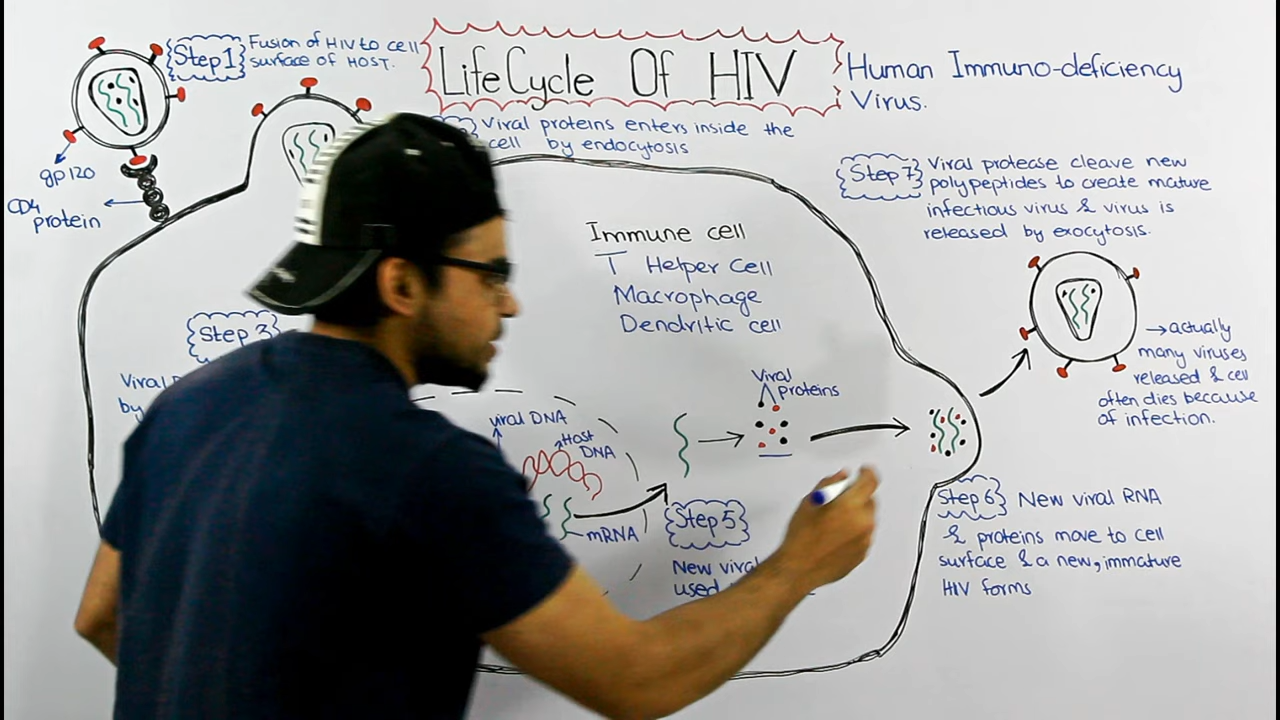 Life Cycle Of HIV
Human Immuno-deficiency
Virus.
Step 1
Fusion of HIV to cell
surface of HOST.
gp120
CD4
protein
Viral proteins enters inside the
cell by endocytosis
Step 3
Viral
by
Immune cell
T Helper Cell
Macrophage
Dendritic cell
viral DNA
Host
DNA
mRNA
Viral
proteins
Step 5
New viral
used
Step 6
New viral RNA
& proteins move to cell
surface & a new, immature
HIV forms
Step 7
Viral protease cleave new
polypeptides to create mature
infectious virus & virus is
released by exocytosis.
→actually
many viruses
released & cell
often dies because
of infection.